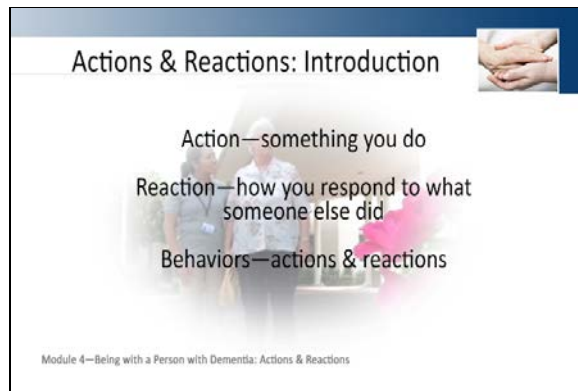 Actions & Reactions: Introduction
Action—something you do
Reaction—how you respond to what
someone else did
Behaviors—actions & reactions
Module 4—Being with a Person with Dementia: Actions & Reactions